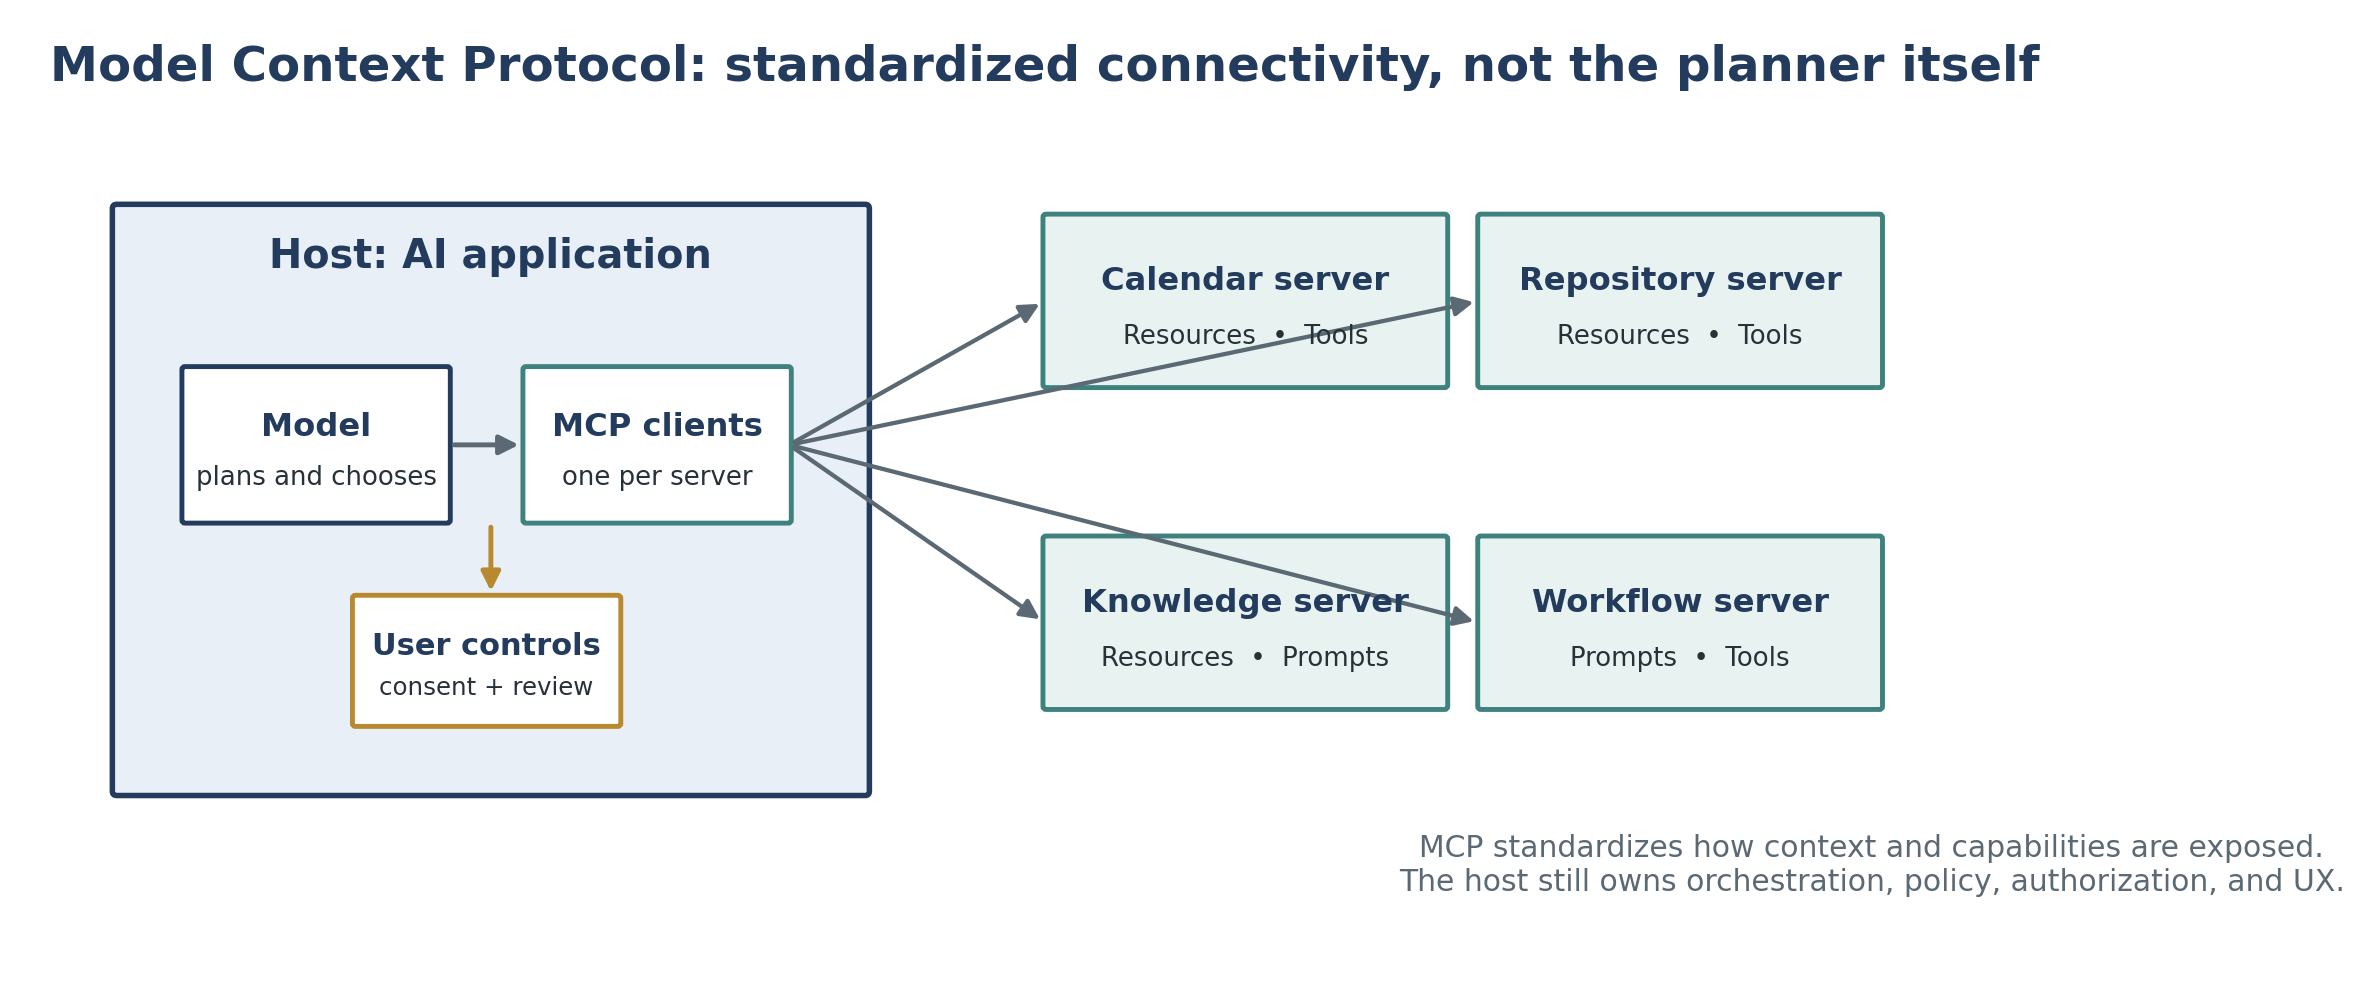 Model Context Protocol: standardized connectivity, not the planner itself
Host: AI application
Model
plans and chooses
MCP clients
one per server
User controls
consent + review
Calendar server
Resources • Tools
Repository server
Resources • Tools
Knowledge server
Resources • Prompts
Workflow server
Prompts • Tools
MCP standardizes how context and capabilities are exposed.
The host still owns orchestration, policy, authorization, and UX.